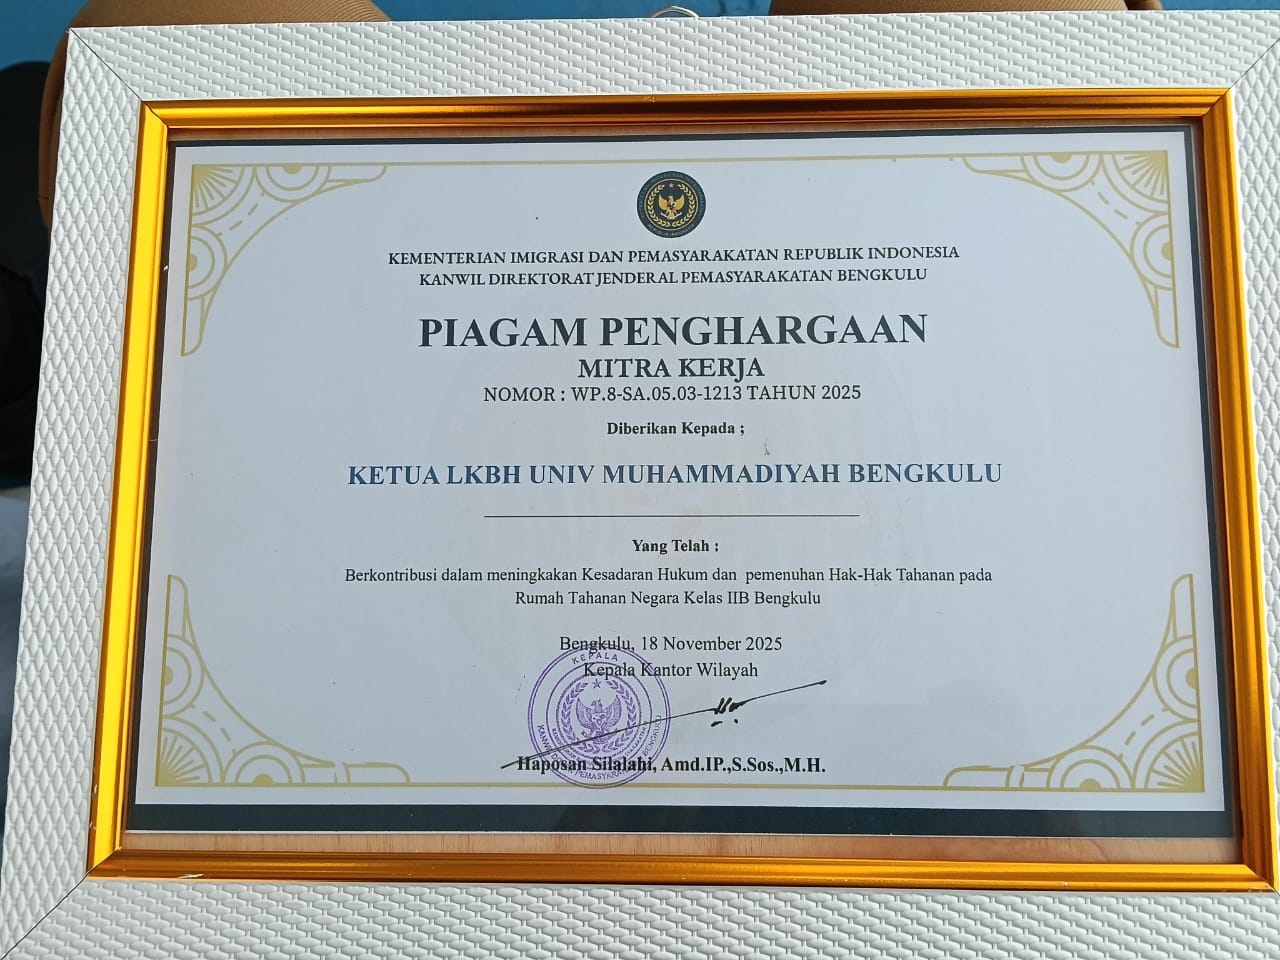 KEMENTERIAN IMIGRASI DAN PEMASYARAKATAN REPUBLIK INDONESIA
KANWIL DIREKTORAT JENDERAL PEMASYARAKATAN BENGKULU
PIAGAM PENGHARGAAN
MITRA KERJA
NOMOR : WP.8-SA.05.03-1213 TAHUN 2025
Diberikan Kepada ;
KETUA LKBH UNIV MUHAMMADIYAH BENGKULU
Yang Telah :
Berkontribusi dalam meningkakan Kesadaran Hukum dan pemenuhan Hak-Hak Tahanan pada
Rumah Tahanan Negara Kelas IIB Bengkulu
Bengkulu, 18 November 2025
Kepala Kantor Wilayah
KEPALA
Haposan Silalahi, Amd.IP.,S.Sos.,M.H.